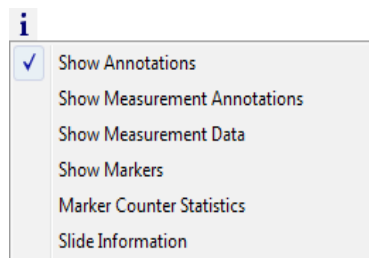 i
Show Annotations
Show Measurement Annotations
Show Measurement Data
Show Markers
Marker Counter Statistics
Slide Information